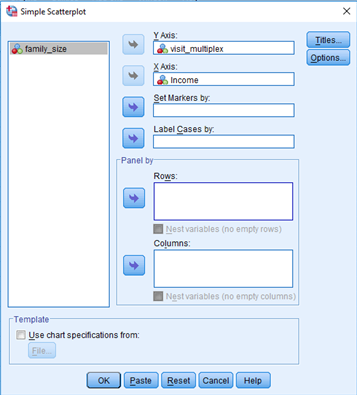 Simple Scatterplot
family_size
Y Axis:
visit_multiplex
Titles...
Options...
X Axis:
Income
Set Markers by:
Label Cases by:
Panel by
Rows:
Nest variables (no empty rows)
Columns:
Nest variables (no empty columns)
Template
Use chart specifications from:
File...
OK Paste Reset Cancel Help